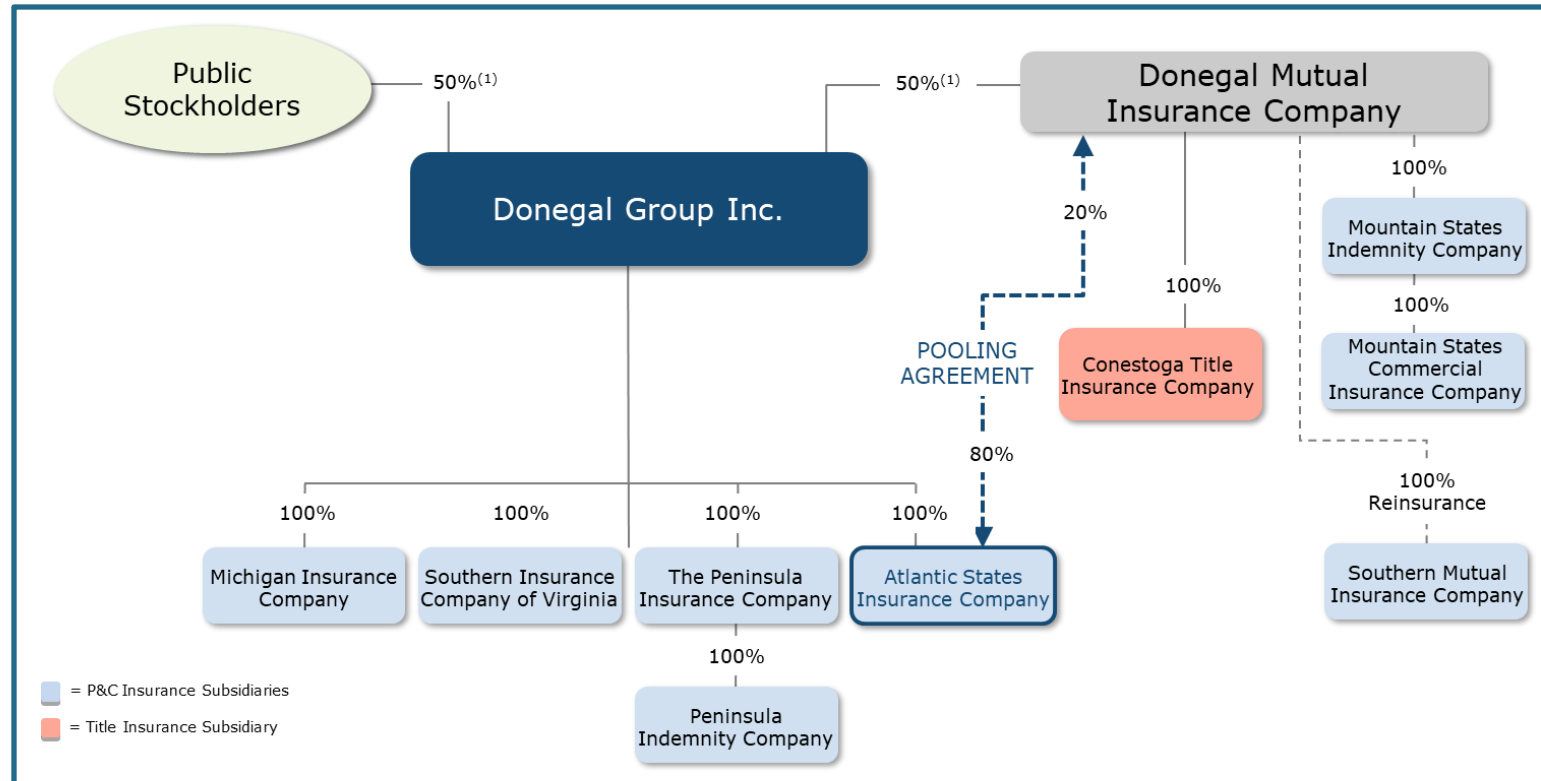 Public
Stockholders
50%(1)
50%(1)
Donegal Mutual
Insurance Company
Donegal Group Inc.
20%
100%
100%
Mountain States
Indemnity Company
100%
Mountain States
Commercial
Insurance Company
Conestoga Title
Insurance Company
POOLING
AGREEMENT
80%
100%
Reinsurance
Southern Mutual
Insurance Company
100%
100%
100%
100%
Michigan Insurance
Company
Southern Insurance
Company of Virginia
The Peninsula
Insurance Company
Atlantic States
Insurance Company
100%
Peninsula
Indemnity Company
= P&C Insurance Subsidiaries
= Title Insurance Subsidiary